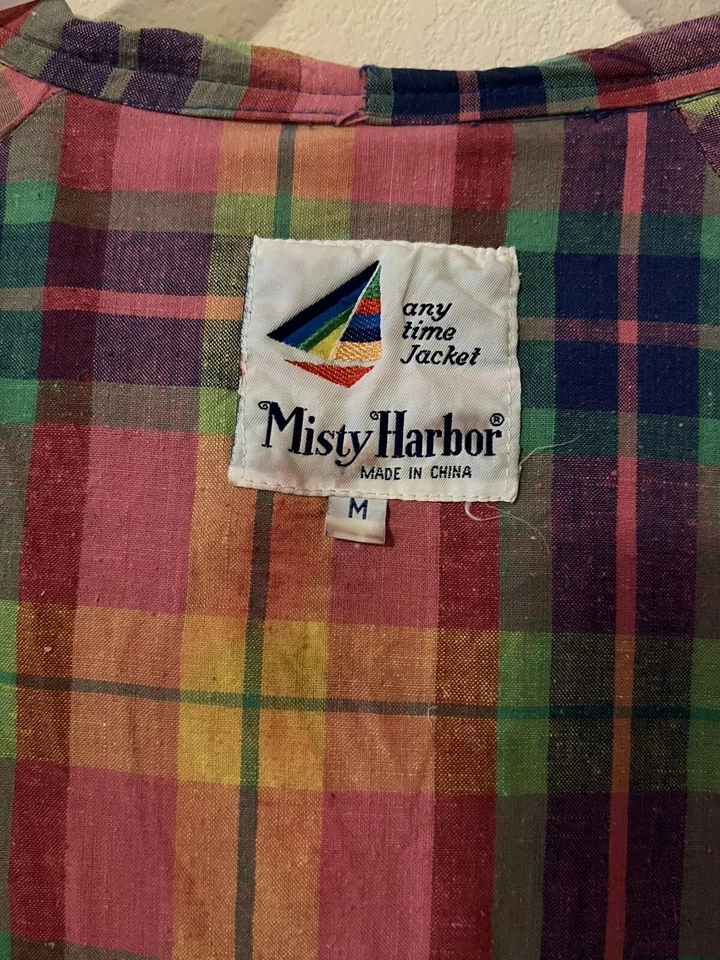 any
time
Jacket
Misty Harbor®
MADE IN CHINA
M